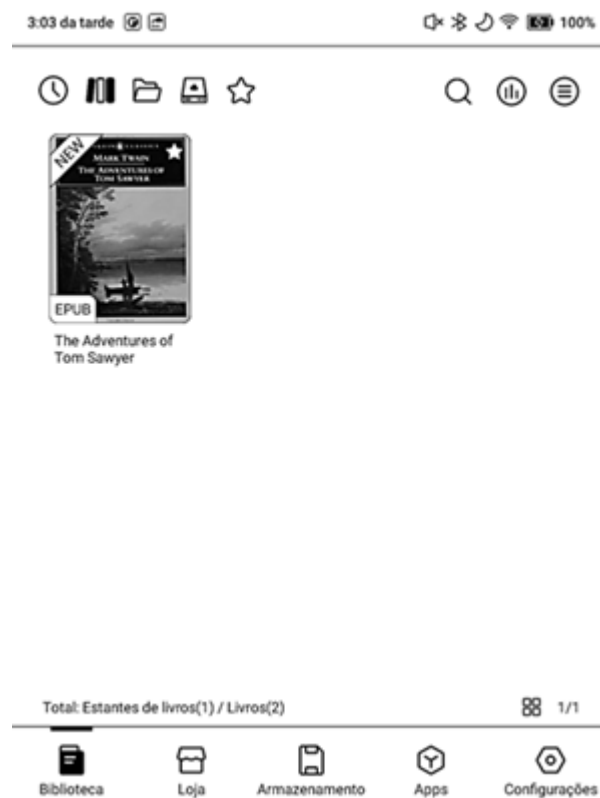 3:03 da tarde
100%
NEW
MARK TWAIN
THE ADVENTURES OF
TOM SAWYER
EPUB
The Adventures of
Tom Sawyer
Total: Estantes de livros(1) / Livros(2)
1/1
Biblioteca
Loja
Armazenamento
Apps
Configurações